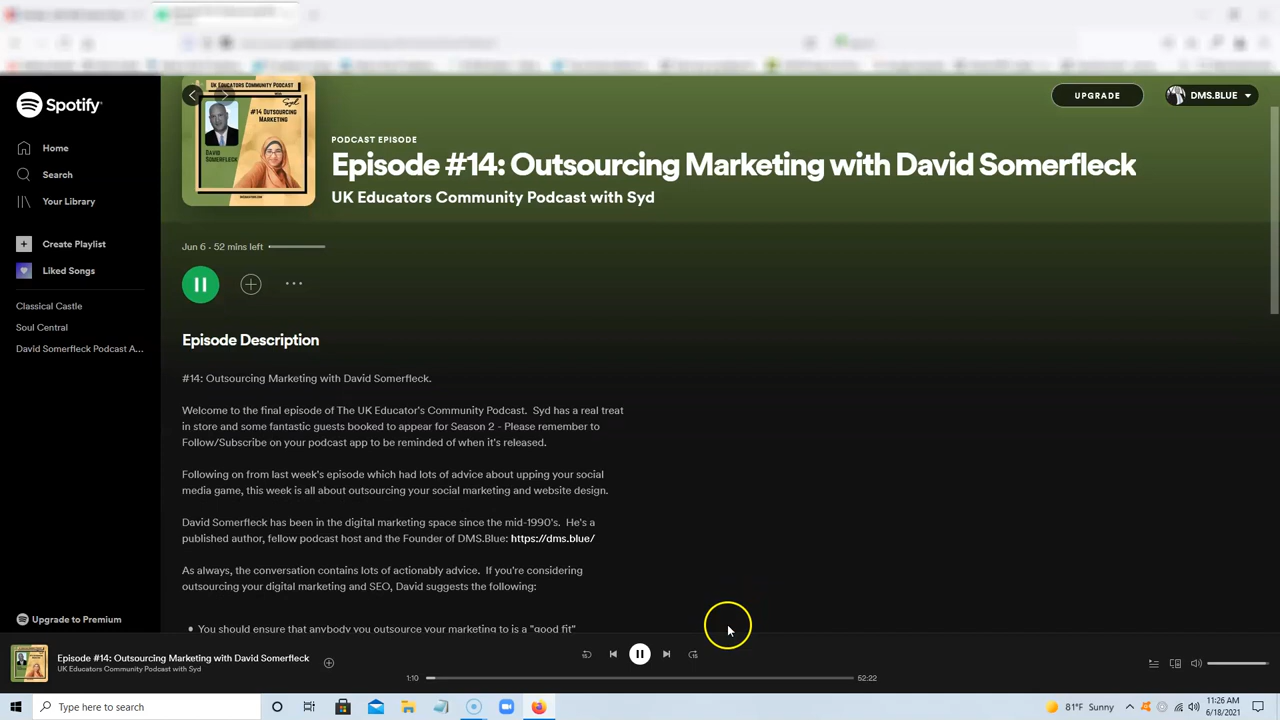 UK EDUCATORS COMMUNITY PODCAST
Syd
#14 OUTSOURCING
MARKETING
DAVID
SOMERFLECK
Spotify
Home
Search
Your Library
Create Playlist
Liked Songs
Classical Castle
Soul Central
David Somerfleck Podcast A...
Upgrade to Premium
UPGRADE
DMS.BLUE
PODCAST EPISODE
Episode #14: Outsourcing Marketing with David Somerfleck
UK Educators Community Podcast with Syd
Jun 6 - 52 mins left
Episode Description
#14: Outsourcing Marketing with David Somerfleck.
Welcome to the final episode of The UK Educator's Community Podcast. Syd has a real treat
in store and some fantastic guests booked to appear for Season 2 - Please remember to
Follow/Subscribe on your podcast app to be reminded of when it's released.
Following on from last week's episode which had lots of advice about upping your social
media game, this week is all about outsourcing your social marketing and website design.
David Somerfleck has been in the digital marketing space since the mid-1990's. He's a
published author, fellow podcast host and the Founder of DMS.Blue: https://dms.blue/
As always, the conversation contains lots of actionably advice. If you're considering
outsourcing your digital marketing and SEO, David suggests the following:
• You should ensure that anybody you outsource your marketing to is a "good fit"
Episode #14: Outsourcing Marketing with David Somerfleck
UK Educators Community Podcast with Syd
15
15
1:10
52:22
Type here to search
81°F Sunny
11:26 AM
6/18/2021